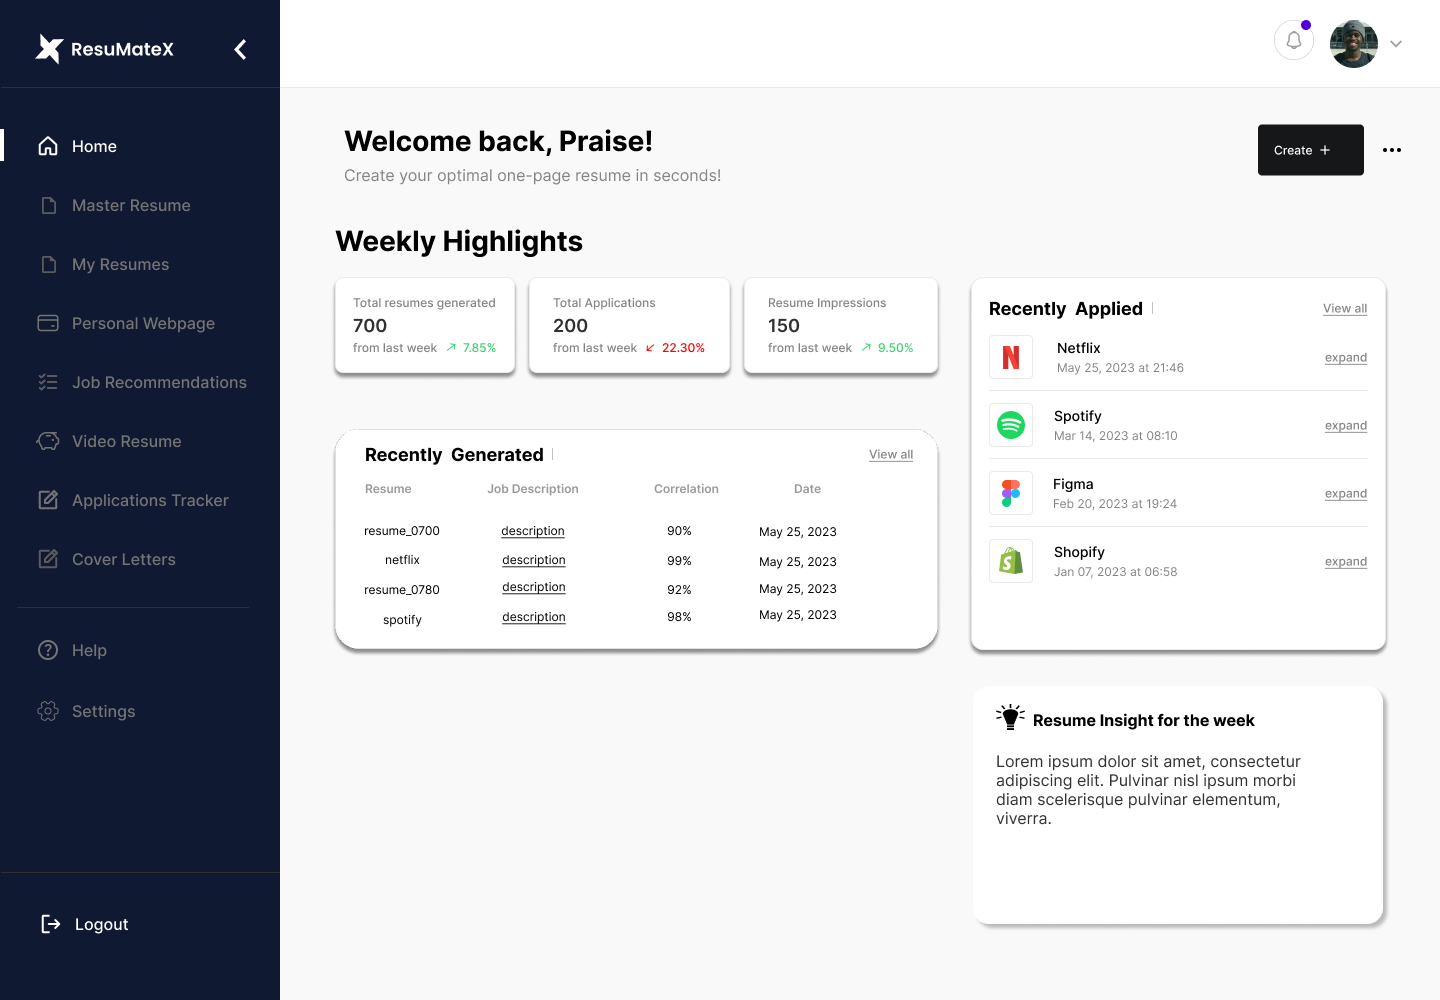 ResuMateX
Home
Master Resume
My Resumes
Personal Webpage
Job Recommendations
Video Resume
Applications Tracker
Cover Letters
Help
Settings
Logout
Welcome back, Praise!
Create your optimal one-page resume in seconds!
Create +
Weekly Highlights
Total resumes generated
700
from last week 7.85%
Total Applications
200
from last week 22.30%
Resume Impressions
150
from last week 9.50%
Recently Generated
View all
Resume Job Description Correlation Date
resume_0700 description 90% May 25, 2023
netflix description 99% May 25, 2023
resume_0780 description 92% May 25, 2023
spotify description 98% May 25, 2023
Recently Applied
View all
Netflix
May 25, 2023 at 21:46
expand
Spotify
Mar 14, 2023 at 08:10
expand
Figma
Feb 20, 2023 at 19:24
expand
Shopify
Jan 07, 2023 at 06:58
expand
Resume Insight for the week
Lorem ipsum dolor sit amet, consectetur
adipiscing elit. Pulvinar nisl ipsum morbi
diam scelerisque pulvinar elementum,
viverra.